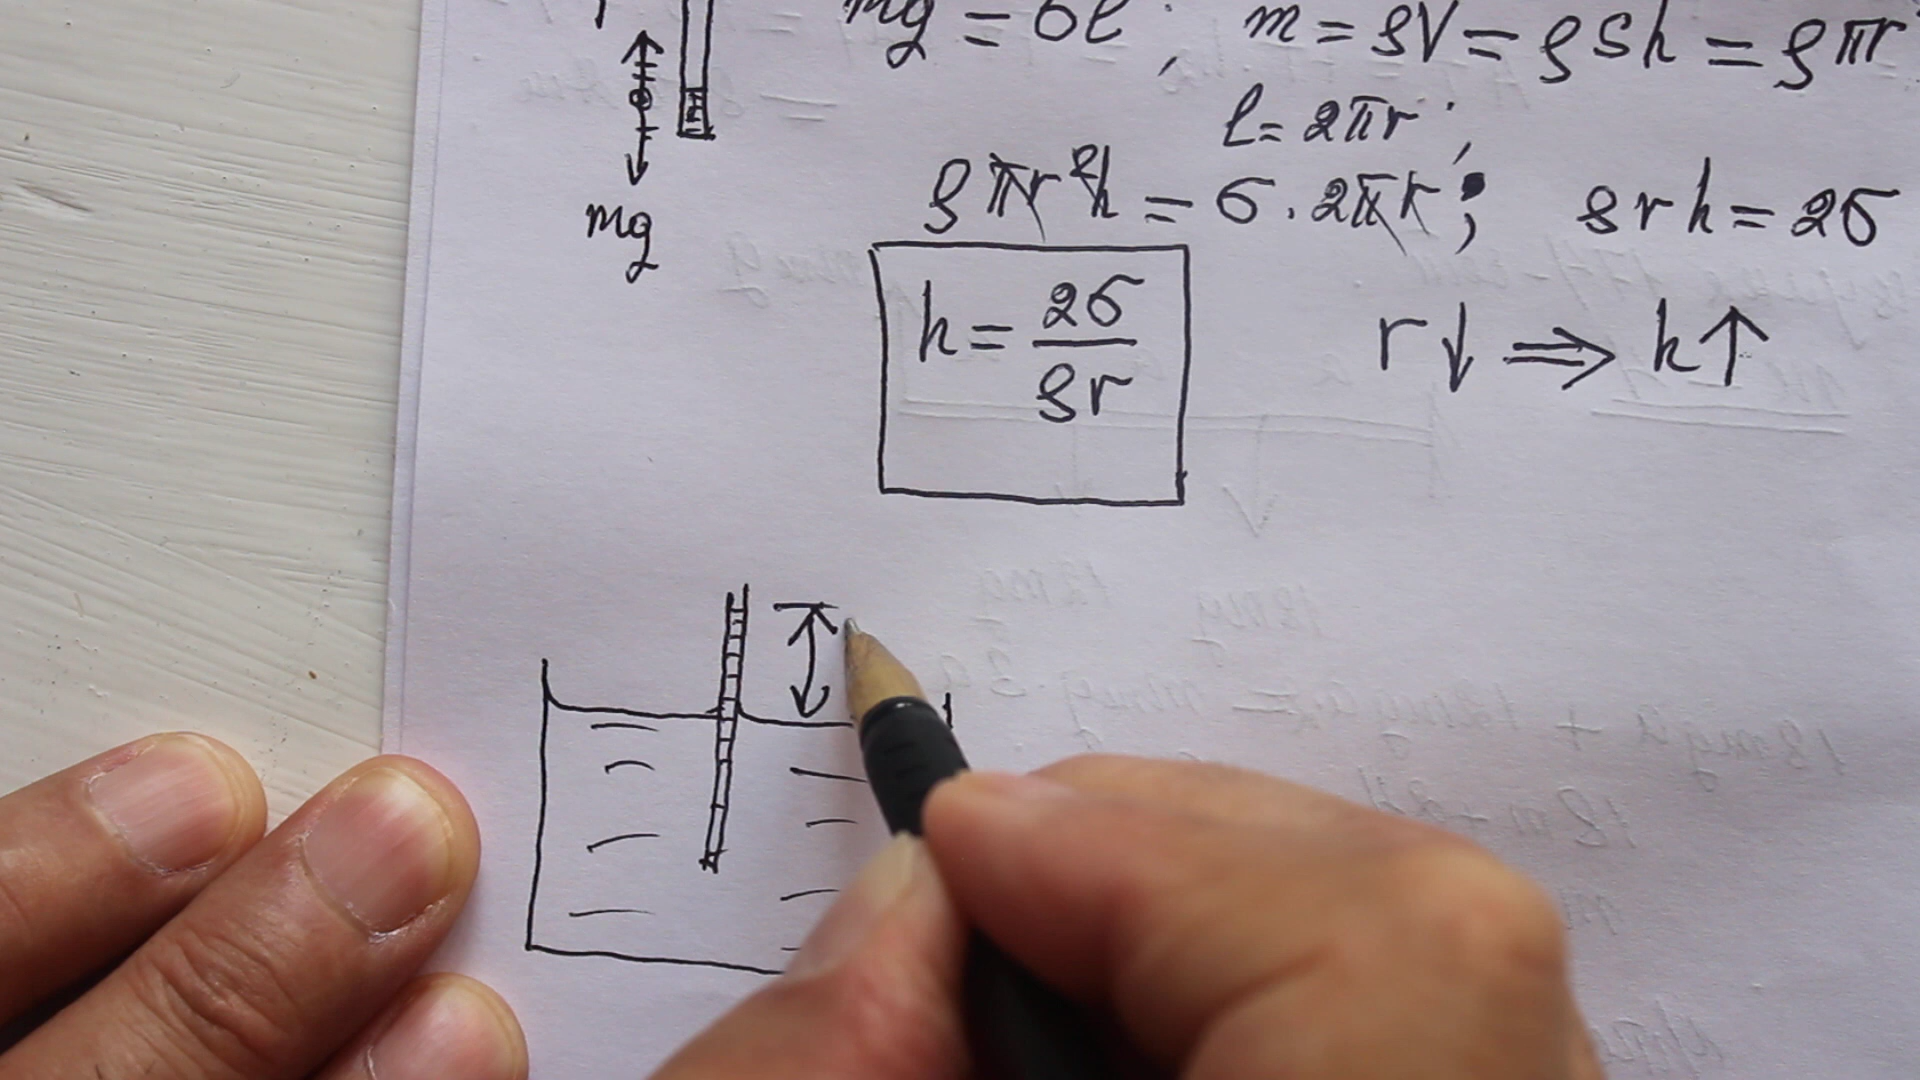 mg = σl ; m = ρV = ρSh = ρπr
l = 2πr ;
mg
ρπr²h = σ · 2πr ; ρrh = 2σ
h = 2σ/ρr
r↓ ⇒ h↑